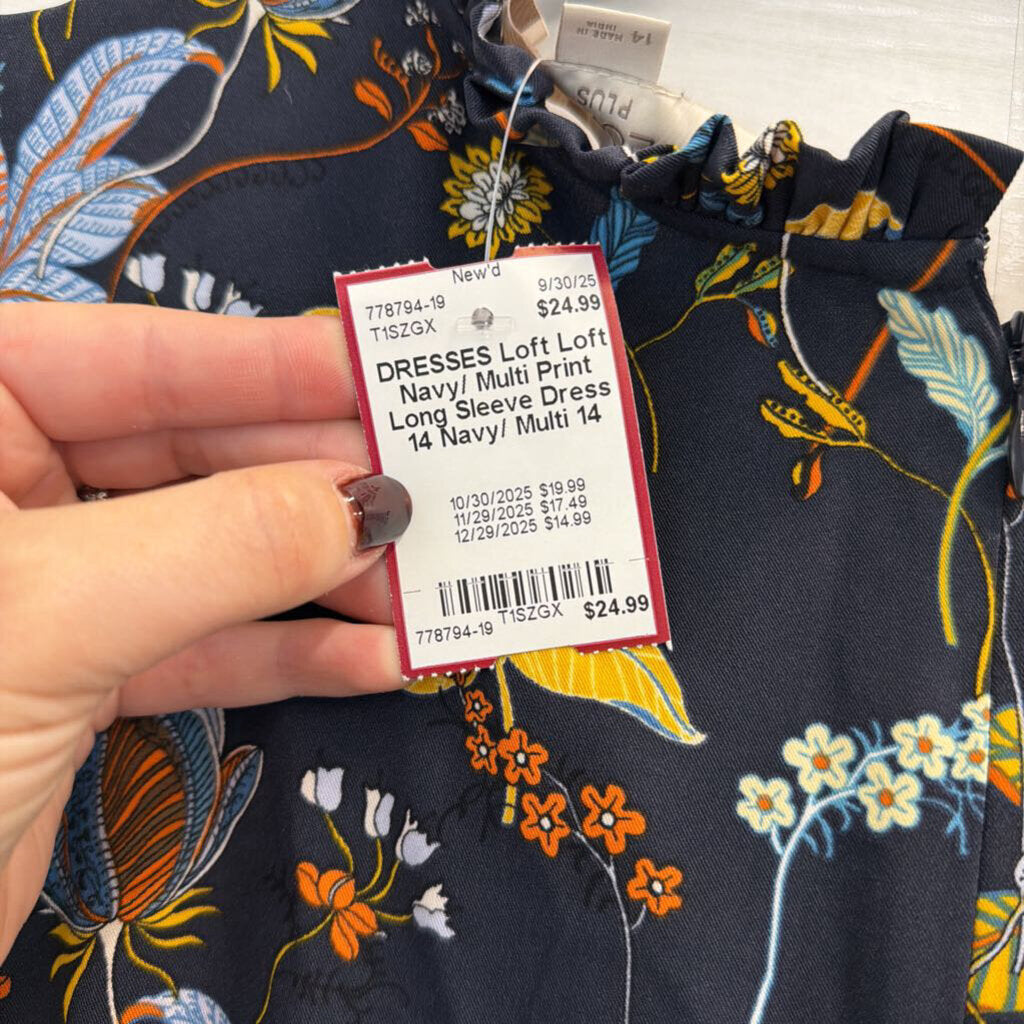 14 MADE IN
INDIA
PLUS
New'd
778794-19 9/30/25
T1SZGX $24.99
DRESSES Loft Loft
Navy/ Multi Print
Long Sleeve Dress
14 Navy/ Multi 14
10/30/2025 $19.99
11/29/2025 $17.49
12/29/2025 $14.99
778794-19 T1SZGX $24.99